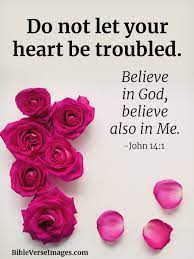 Do not let your
heart be troubled.
Believe
in God,
believe
also in Me.
-John 14:1
BibleVerseImages.com